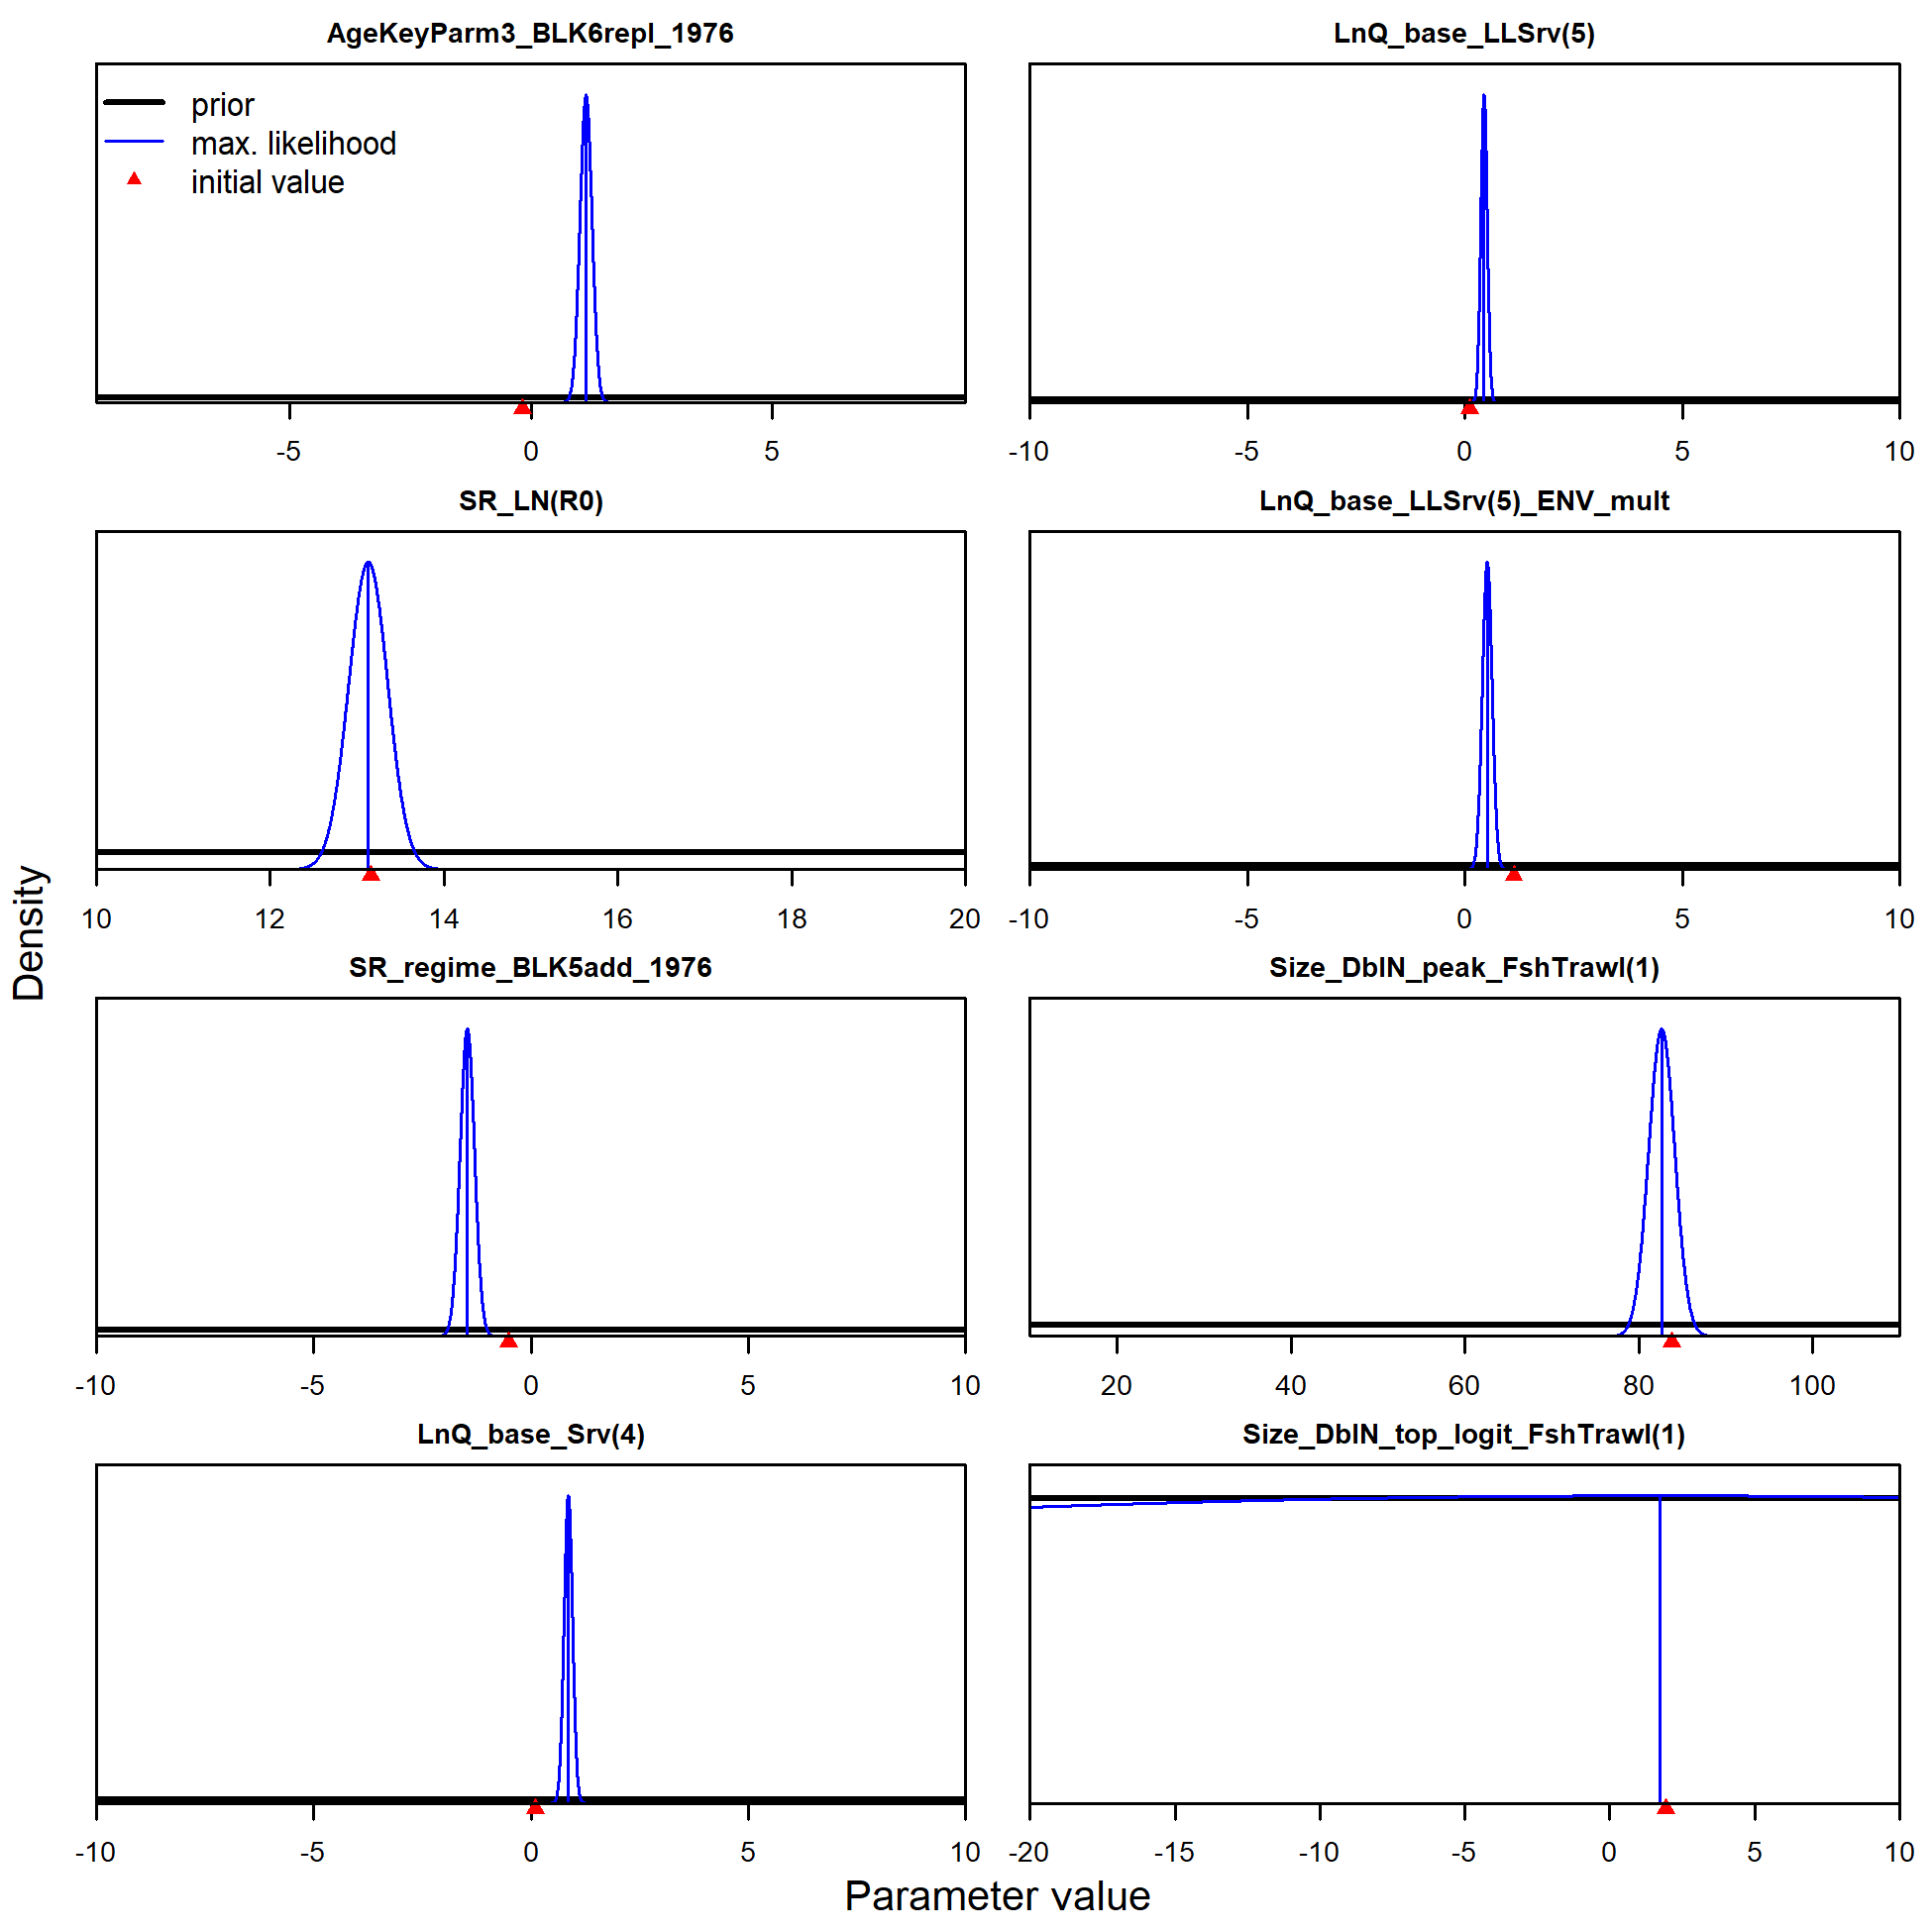 AgeKeyParm3_BLK6repl_1976
prior
max. likelihood
initial value
-5 0 5
LnQ_base_LLSrv(5)
-10 -5 0 5 10
SR_LN(R0)
10 12 14 16 18 20
LnQ_base_LLSrv(5)_ENV_mult
-10 -5 0 5 10
SR_regime_BLK5add_1976
-10 -5 0 5 10
Size_DblN_peak_FshTrawl(1)
20 40 60 80 100
LnQ_base_Srv(4)
-10 -5 0 5 10
Size_DblN_top_logit_FshTrawl(1)
-20 -15 -10 -5 0 5 10
Density
Parameter value